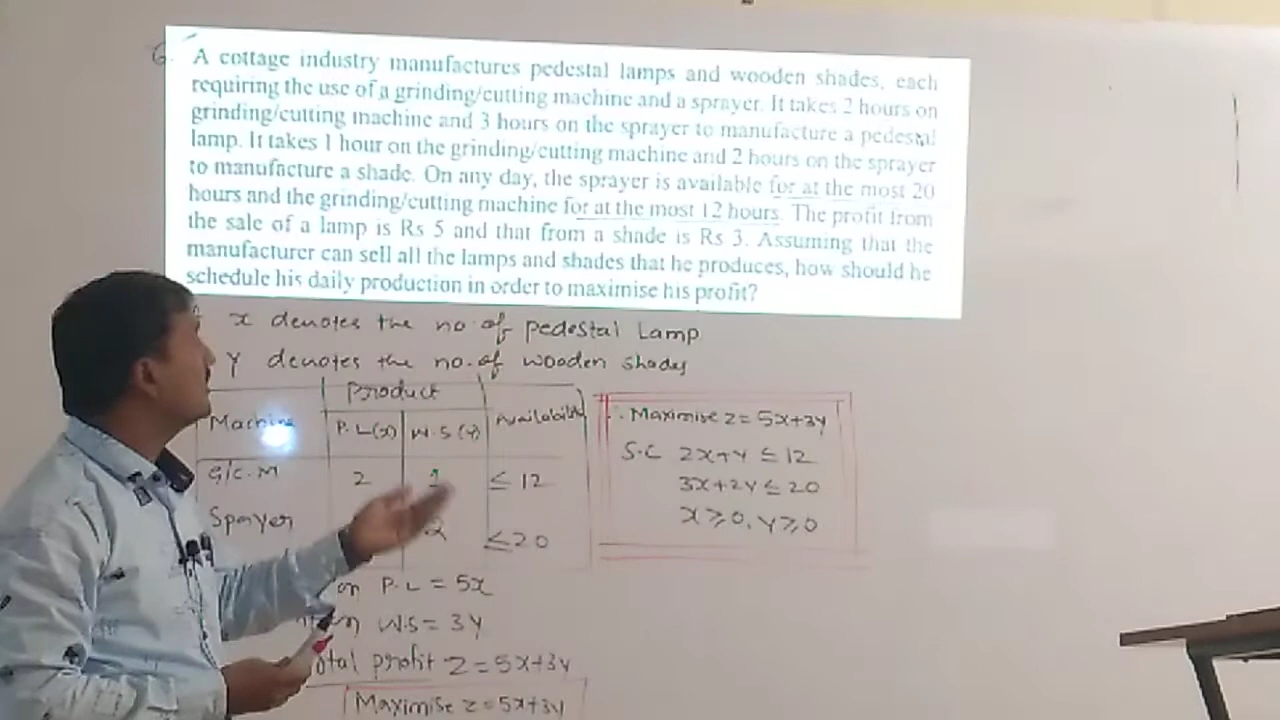 6.
A cottage industry manufactures pedestal lamps and wooden shades, each
requiring the use of a grinding/cutting machine and a sprayer. It takes 2 hours on
grinding/cutting machine and 3 hours on the sprayer to manufacture a pedestal
lamp. It takes 1 hour on the grinding/cutting machine and 2 hours on the sprayer
to manufacture a shade. On any day, the sprayer is available for at the most 20
hours and the grinding/cutting machine for at the most 12 hours. The profit from
the sale of a lamp is Rs 5 and that from a shade is Rs 3. Assuming that the
manufacturer can sell all the lamps and shades that he produces, how should he
schedule his daily production in order to maximise his profit?
x denotes the no. of pedestal Lamp
Y denotes the no. of wooden shades
Product
Machine P.L(x) W.S(Y) Availability
G/C.M 2 1 ≤ 12
Sprayer 2 ≤20
on P.L = 5x
W.S = 3Y
profit Z = 5x+3y
Maximise Z = 5x+3y
∴ Maximise Z = 5x+3y
S.C 2x+y ≤ 12
3x+2y ≤ 20
x ≥ 0, y ≥ 0